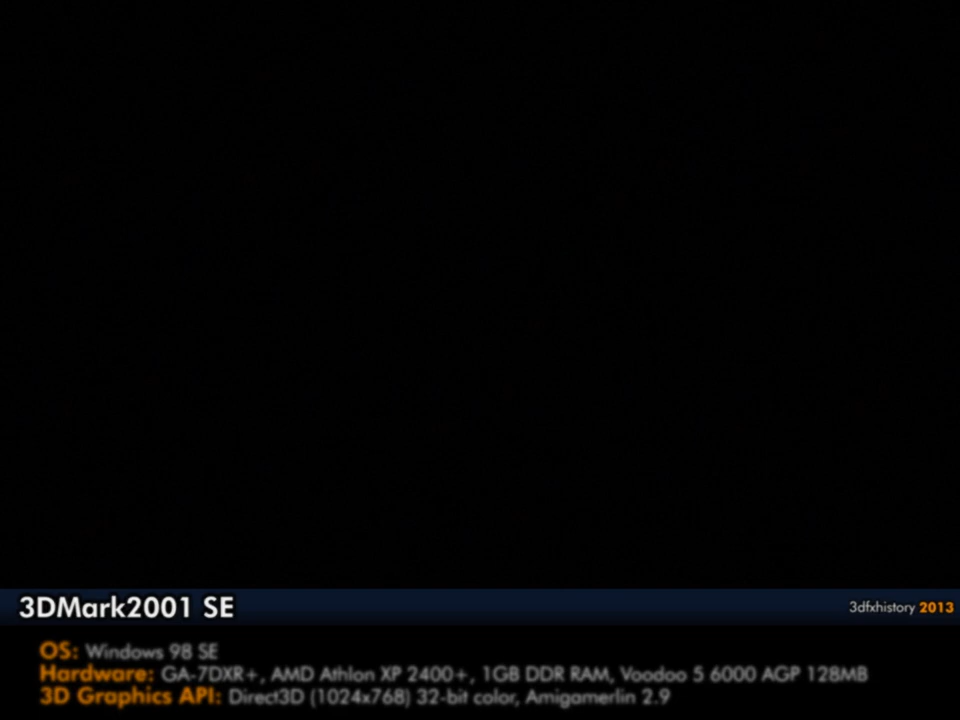 3DMark2001 SE
3dfxhistory 2013
OS: Windows 98 SE
Hardware: GA-7DXR+, AMD Athlon XP 2400+, 1GB DDR RAM, Voodoo 5 6000 AGP 128MB
3D Graphics API: Direct3D (1024x768) 32-bit color, Amigamerlin 2.9